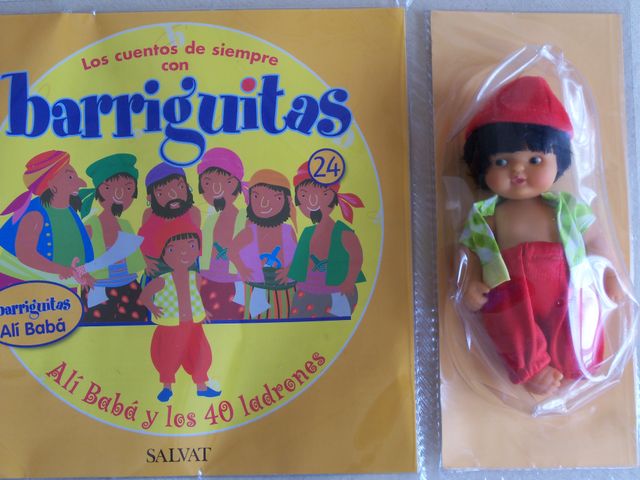 Los cuentos de siempre
con
barriguitas
24
barriguitas
Alí Babá
Alí Babá y los 40 ladrones
SALVAT